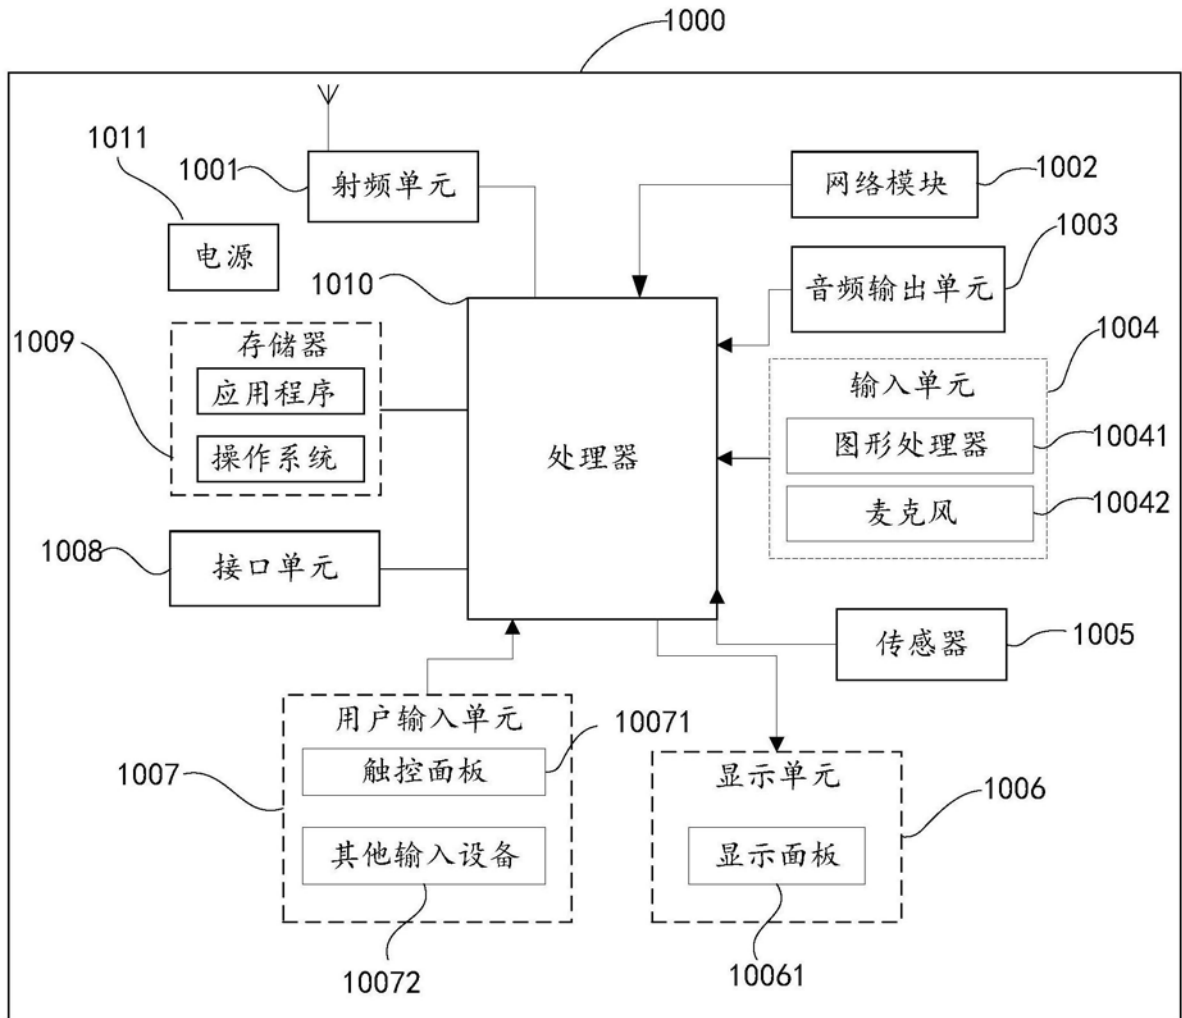 1000
1011
1001
射频单元
网络模块
1002
电源
1010
音频输出单元
1003
1009
存储器
应用程序
操作系统
处理器
1004
输入单元
图形处理器
10041
麦克风
10042
1008
接口单元
传感器
1005
用户输入单元
10071
1007
触控面板
其他输入设备
10072
显示单元
1006
显示面板
10061